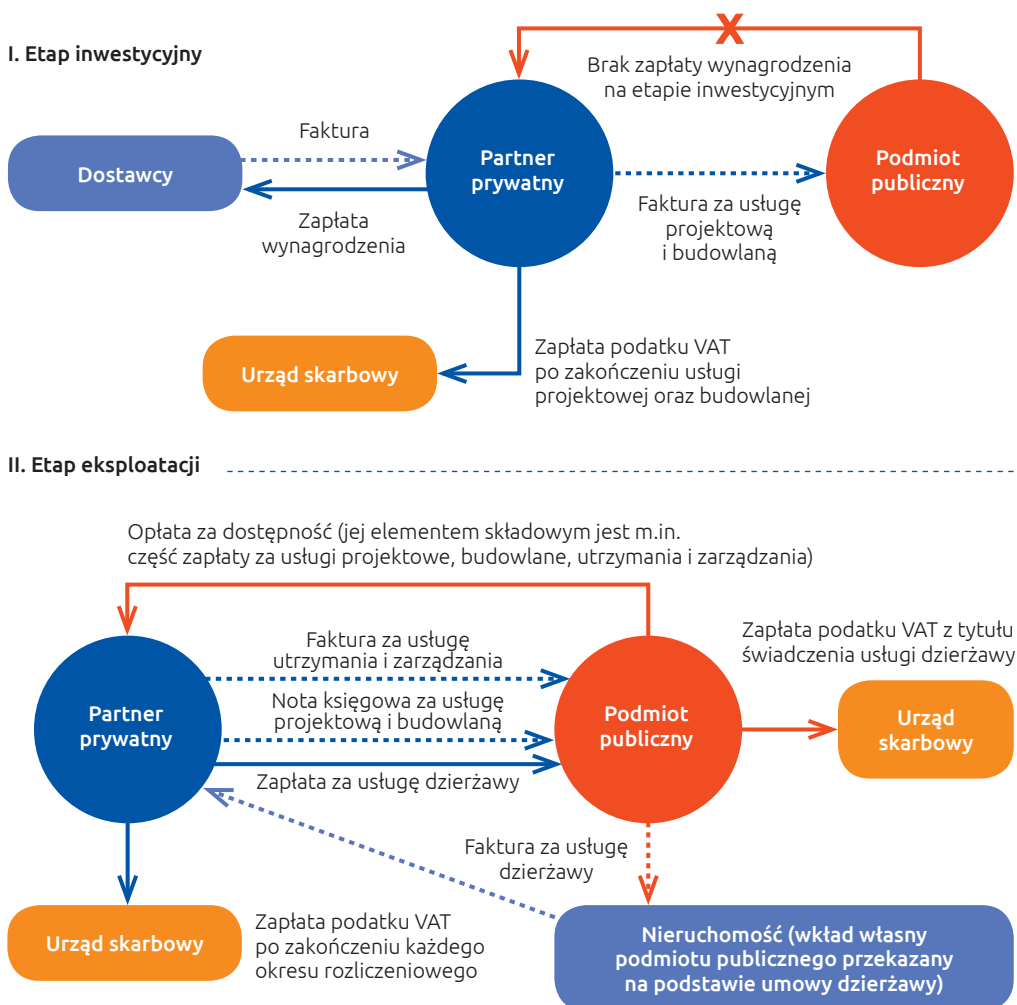 I. Etap inwestycyjny
X
Brak zapłaty wynagrodzenia
na etapie inwestycyjnym
Faktura
Dostawcy
Partner
prywatny
Podmiot
publiczny
Zapłata
wynagrodzenia
Faktura za usługę
projektową
i budowlaną
Urząd skarbowy
Zapłata podatku VAT
po zakończeniu usługi
projektowej oraz budowlanej
II. Etap eksploatacji
Opłata za dostępność (jej elementem składowym jest m.in.
część zapłaty za usługi projektowe, budowlane, utrzymania i zarządzania)
Faktura za usługę
utrzymania i zarządzania
Zapłata podatku VAT z tytułu
świadczenia usługi dzierżawy
Partner
prywatny
Nota księgowa za usługę
projektową i budowlaną
Podmiot
publiczny
Urząd
skarbowy
Zapłata za usługę dzierżawy
Faktura za usługę
dzierżawy
Urząd skarbowy
Zapłata podatku VAT
po zakończeniu każdego
okresu rozliczeniowego
Nieruchomość (wkład własny
podmiotu publicznego przekazany
na podstawie umowy dzierżawy)